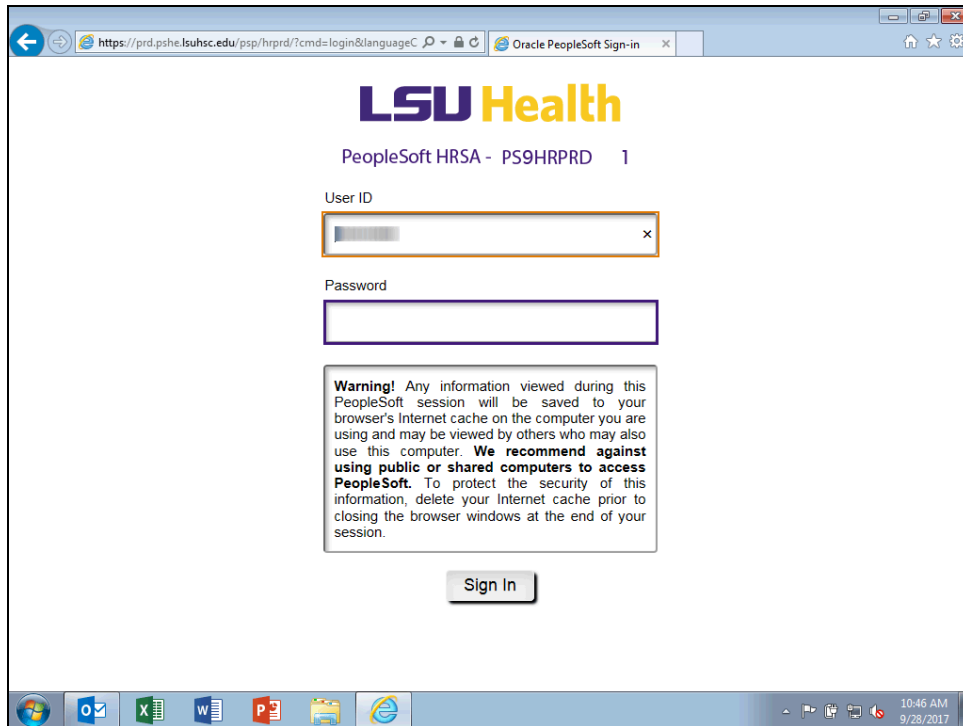 https://prd.pshe.lsuhsc.edu/psp/hrprd/?cmd=login&languageC
Oracle PeopleSoft Sign-in
LSU Health
PeopleSoft HRSA - PS9HRPRD 1
User ID
Password
Warning! Any information viewed during this
PeopleSoft session will be saved to your
browser's Internet cache on the computer you are
using and may be viewed by others who may also
use this computer. We recommend against
using public or shared computers to access
PeopleSoft. To protect the security of this
information, delete your Internet cache prior to
closing the browser windows at the end of your
session.
Sign In
10:46 AM
9/28/2017